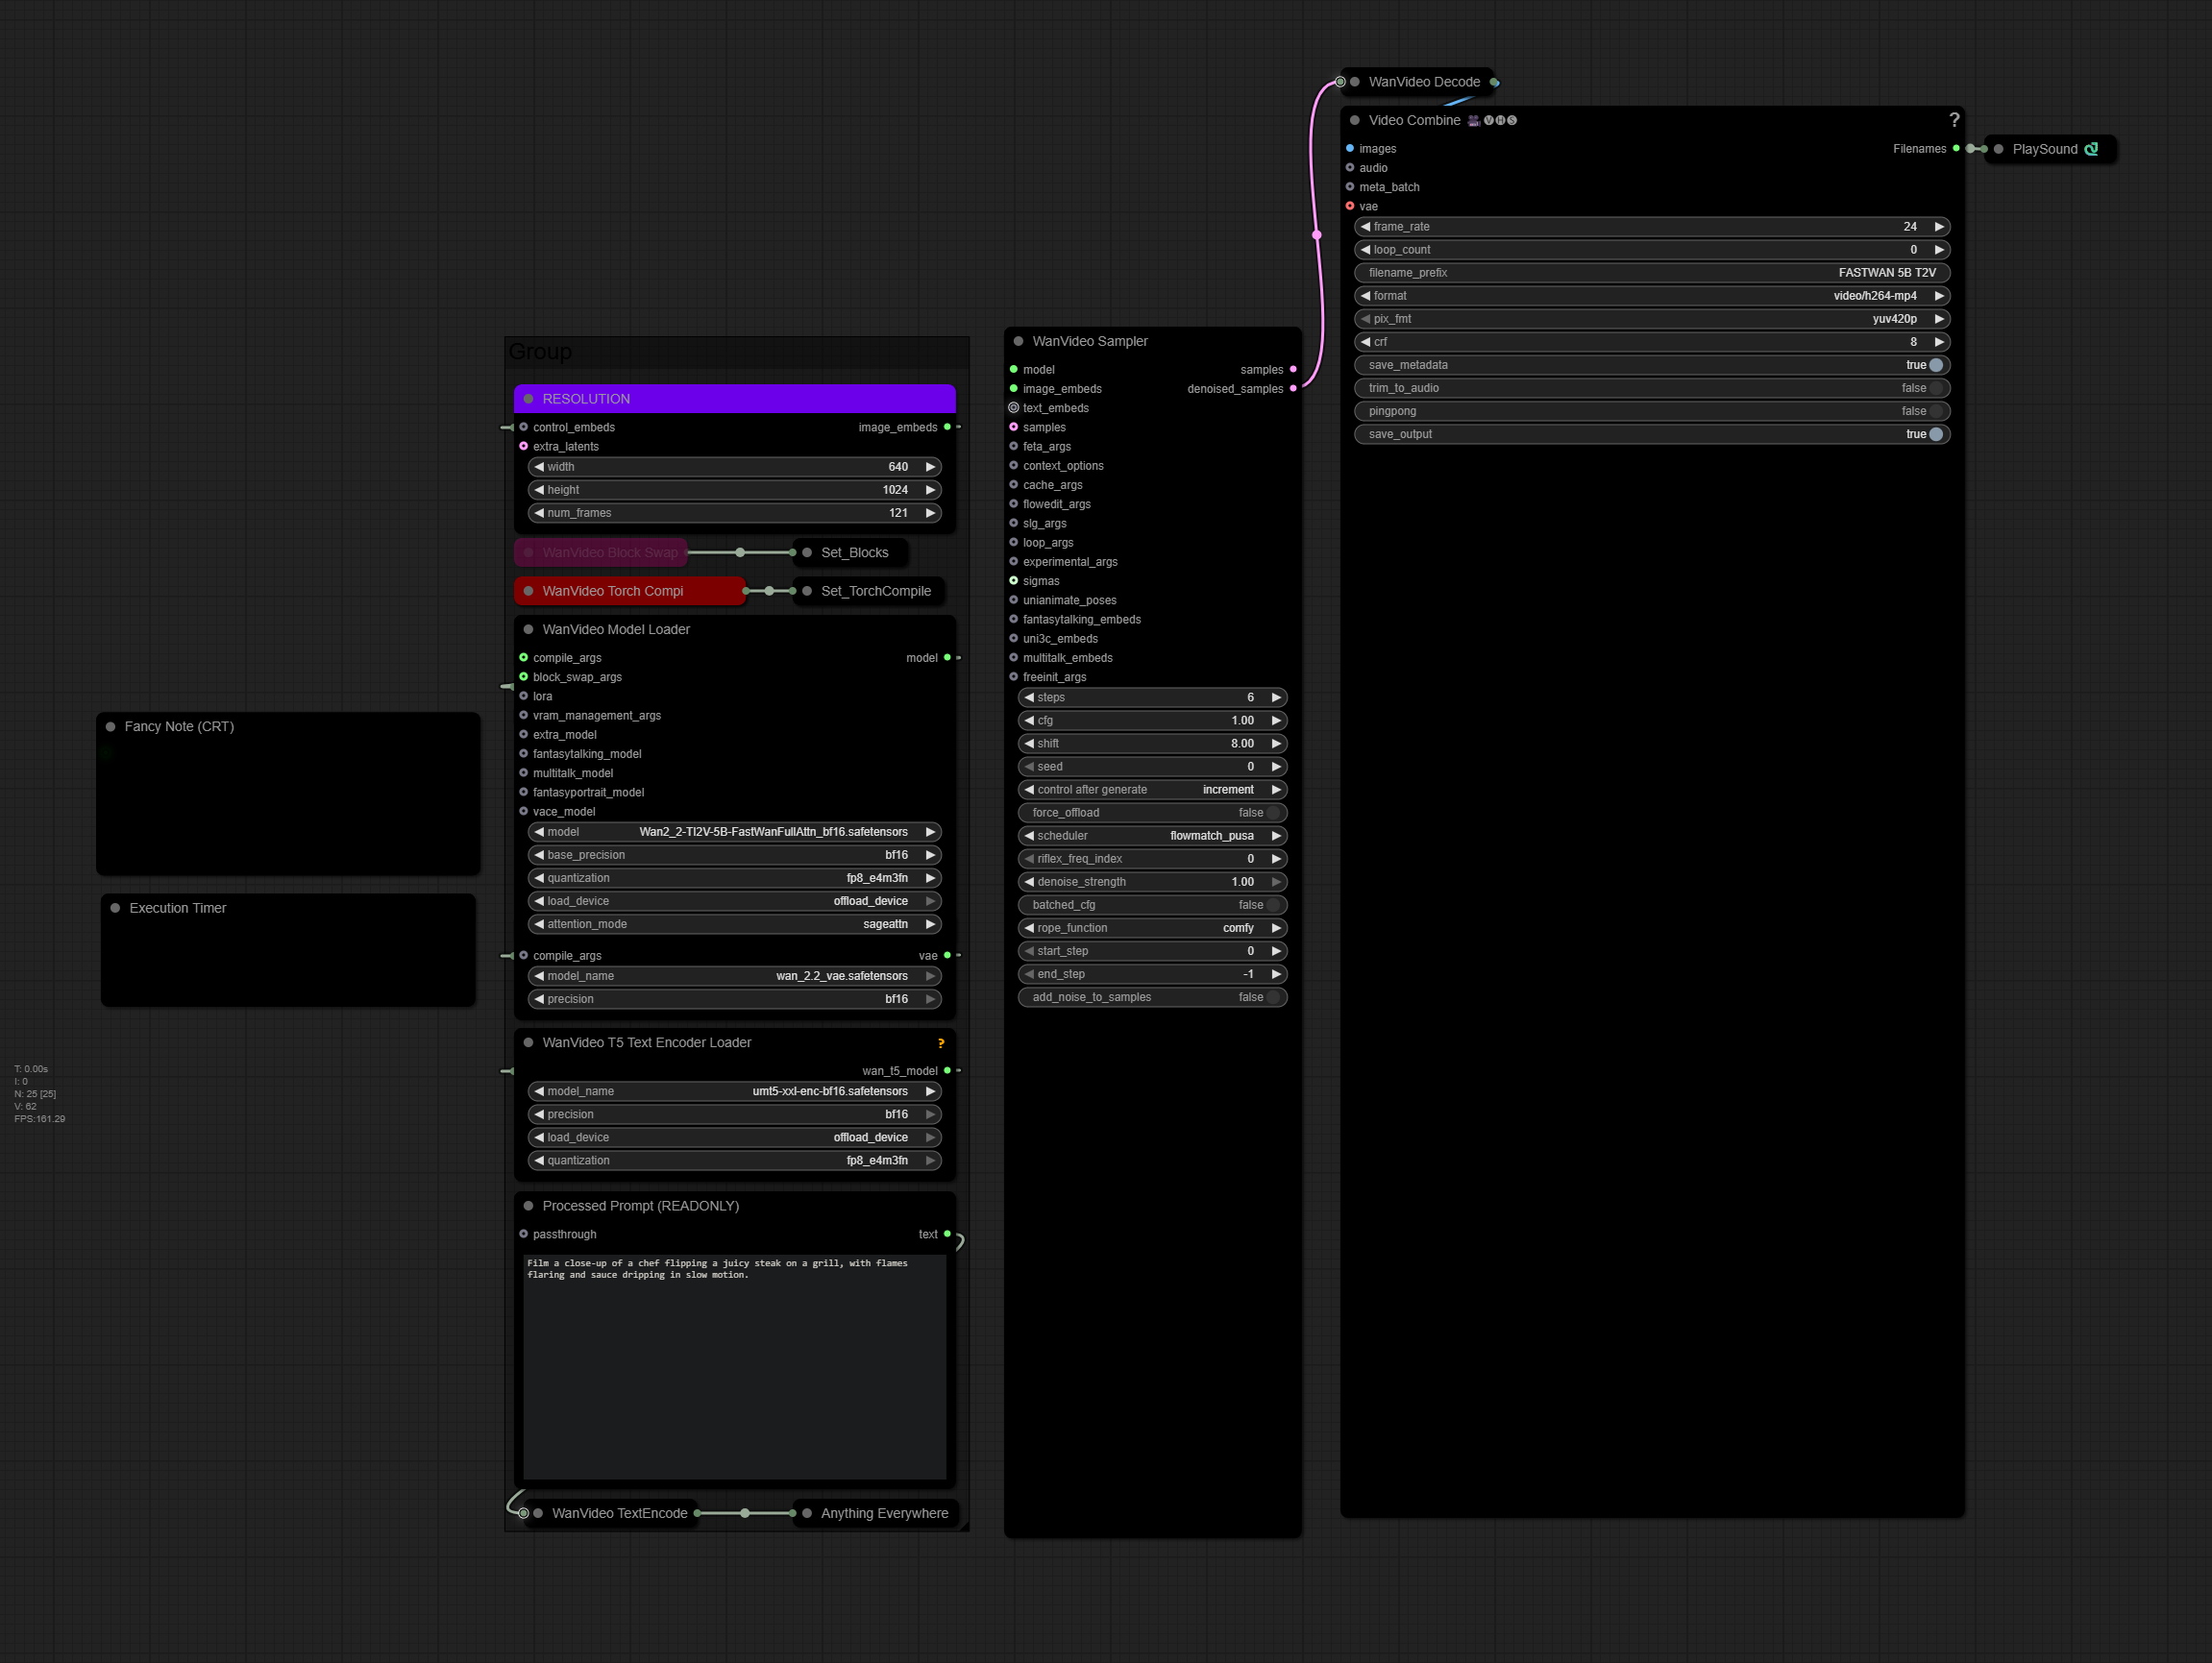 WanVideo Decode
Video Combine 🎥🅥🅗🅢
?
images
Filenames
PlaySound
audio
meta_batch
vae
frame_rate 24
loop_count 0
filename_prefix FASTWAN 5B T2V
format video/h264-mp4
pix_fmt yuv420p
crf 8
save_metadata true
trim_to_audio false
pingpong false
save_output true
WanVideo Sampler
model samples
image_embeds denoised_samples
text_embeds
samples
feta_args
context_options
cache_args
flowedit_args
slg_args
loop_args
experimental_args
sigmas
unianimate_poses
fantasytalking_embeds
uni3c_embeds
multitalk_embeds
freeinit_args
steps 6
cfg 1.00
shift 8.00
seed 0
control after generate increment
force_offload false
scheduler flowmatch_pusa
riflex_freq_index 0
denoise_strength 1.00
batched_cfg false
rope_function comfy
start_step 0
end_step -1
add_noise_to_samples false
Group
RESOLUTION
control_embeds image_embeds
extra_latents
width 640
height 1024
num_frames 121
WanVideo Block Swap
Set_Blocks
WanVideo Torch Compi
Set_TorchCompile
WanVideo Model Loader
compile_args model
block_swap_args
lora
vram_management_args
extra_model
fantasytalking_model
multitalk_model
fantasyportrait_model
vace_model
model Wan2_2-TI2V-5B-FastWanFullAttn_bf16.safetensors
base_precision bf16
quantization fp8_e4m3fn
load_device offload_device
attention_mode sageattn
compile_args vae
model_name wan_2.2_vae.safetensors
precision bf16
WanVideo T5 Text Encoder Loader
?
wan_t5_model
model_name umt5-xxl-enc-bf16.safetensors
precision bf16
load_device offload_device
quantization fp8_e4m3fn
Processed Prompt (READONLY)
passthrough text
Film a close-up of a chef flipping a juicy steak on a grill, with flames
flaring and sauce dripping in slow motion.
WanVideo TextEncode
Anything Everywhere
Fancy Note (CRT)
Execution Timer
T: 0.00s
I: 0
N: 25 [25]
V: 62
FPS:161.29